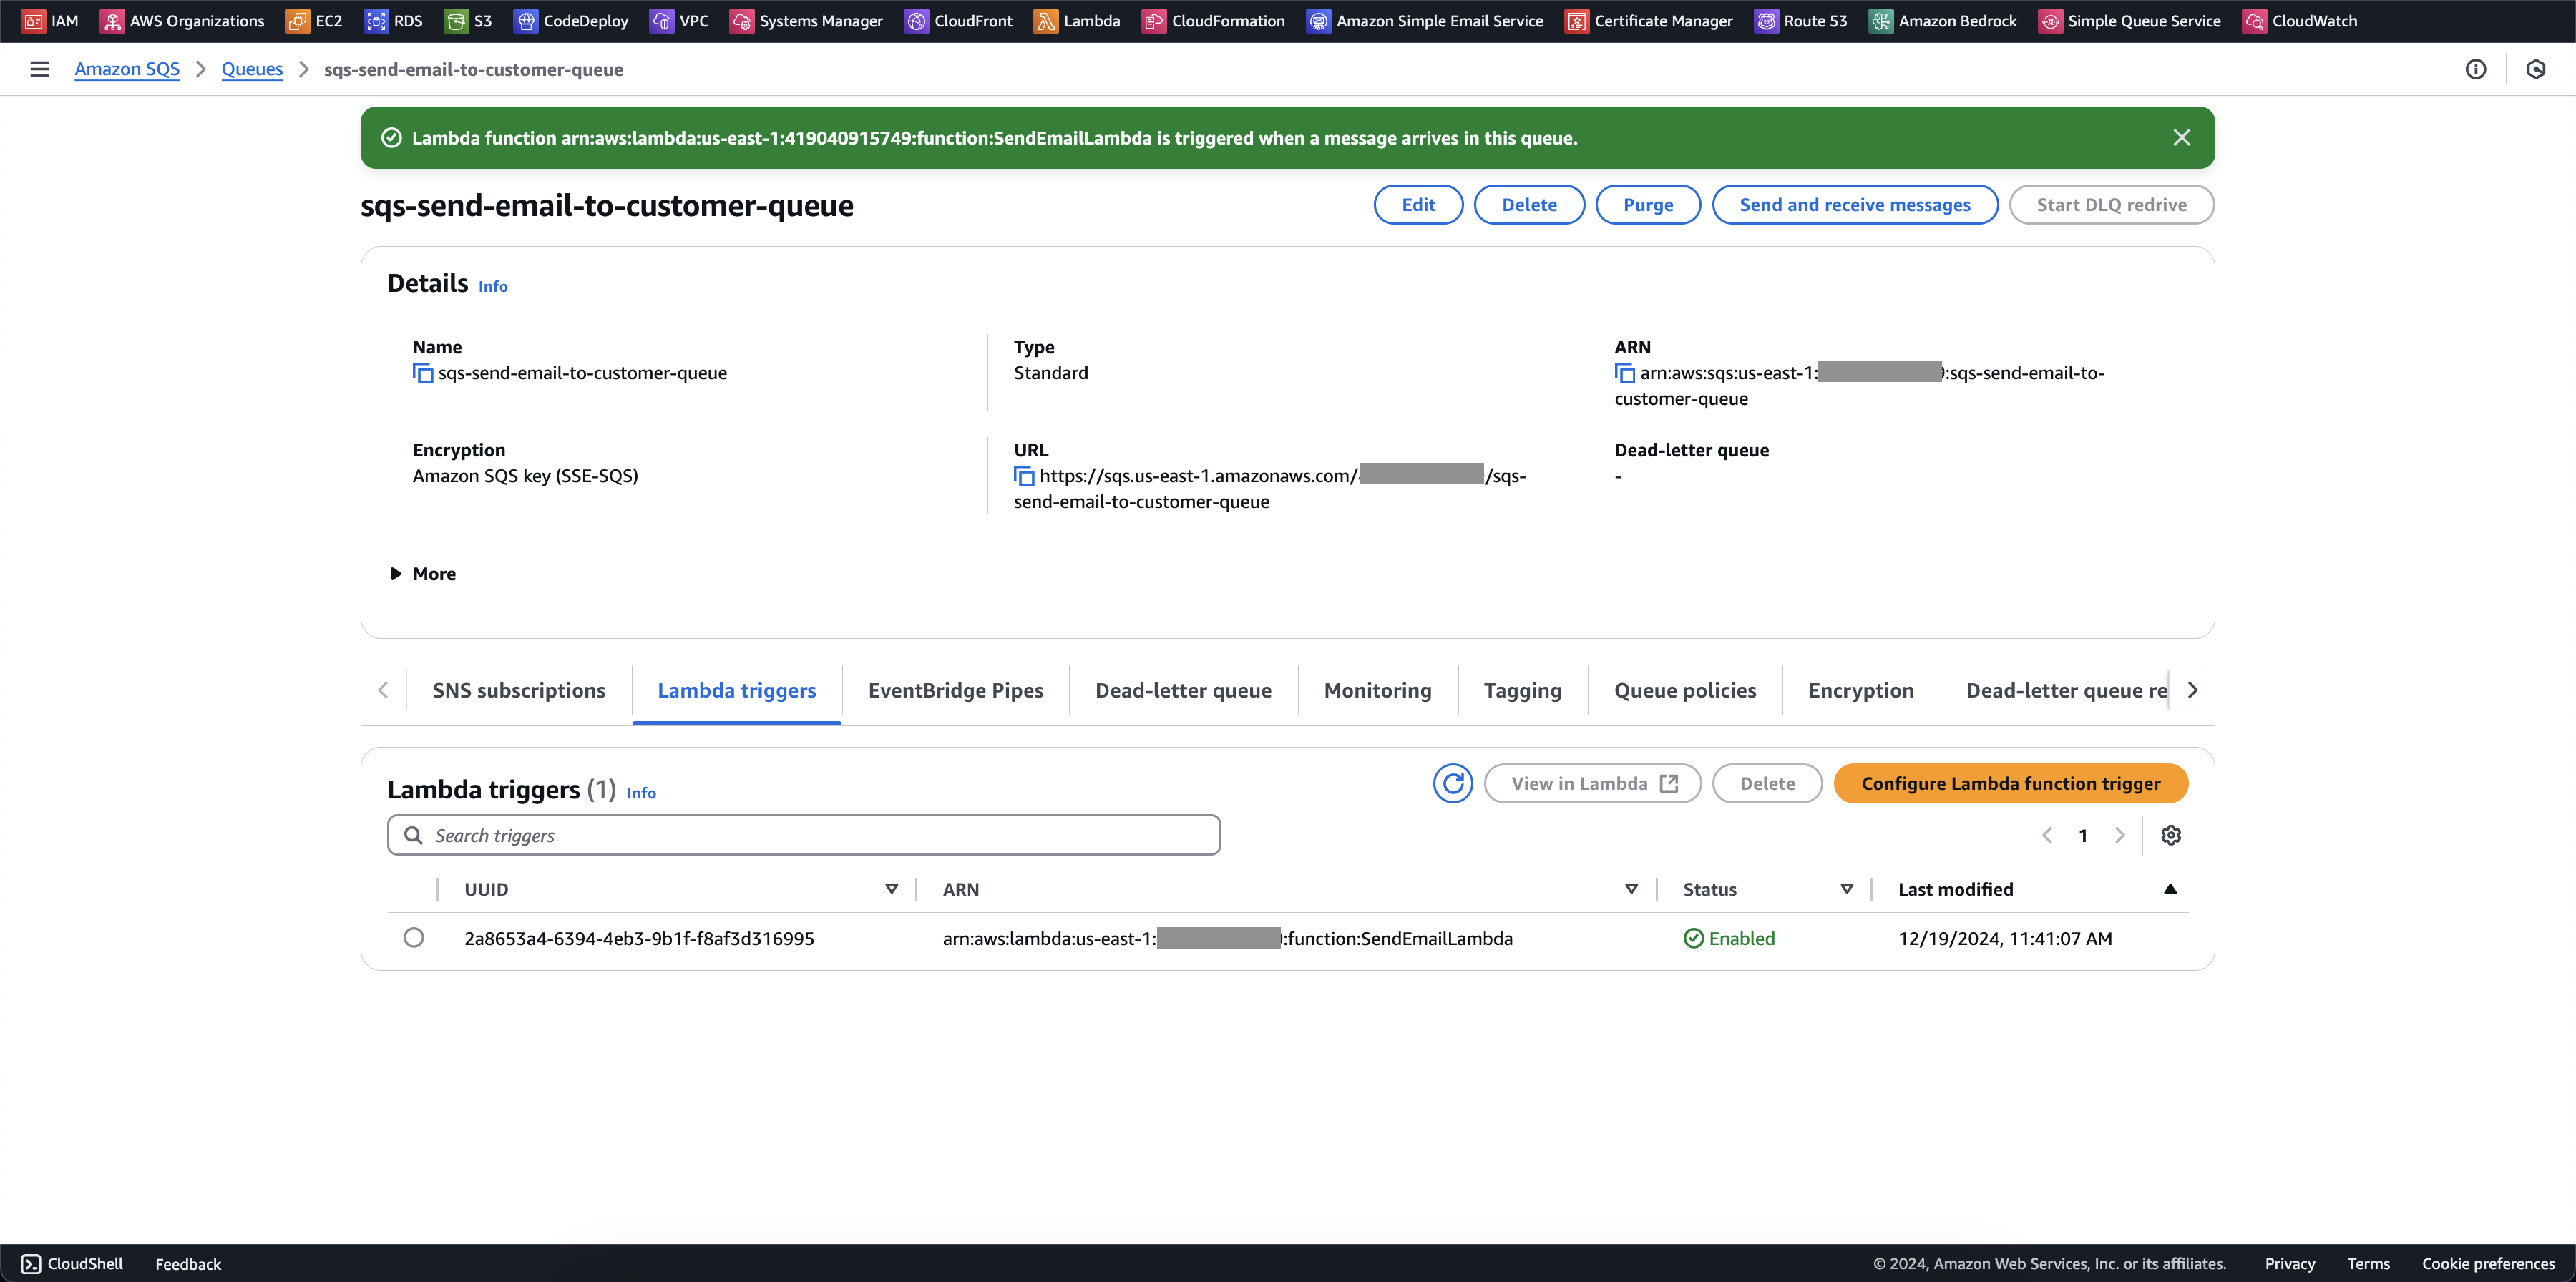 IAM AWS Organizations EC2 RDS S3 CodeDeploy VPC Systems Manager CloudFront Lambda CloudFormation Amazon Simple Email Service Certificate Manager Route 53 Amazon Bedrock Simple Queue Service CloudWatch
Amazon SQS Queues sqs-send-email-to-customer-queue
Lambda function arn:aws:lambda:us-east-1:419040915749:function:SendEmailLambda is triggered when a message arrives in this queue.
sqs-send-email-to-customer-queue Edit Delete Purge Send and receive messages Start DLQ redrive
Details Info
Name Type ARN
sqs-send-email-to-customer-queue Standard arn:aws:sqs:us-east-1: :sqs-send-email-to-
customer-queue
Encryption URL Dead-letter queue
Amazon SQS key (SSE-SQS) https://sqs.us-east-1.amazonaws.com/ /sqs- -
send-email-to-customer-queue
More
SNS subscriptions Lambda triggers EventBridge Pipes Dead-letter queue Monitoring Tagging Queue policies Encryption Dead-letter queue re
Lambda triggers (1) Info View in Lambda Delete Configure Lambda function trigger
Search triggers 1
UUID ARN Status Last modified
2a8653a4-6394-4eb3-9b1f-f8af3d316995 arn:aws:lambda:us-east-1: :function:SendEmailLambda Enabled 12/19/2024, 11:41:07 AM
CloudShell Feedback © 2024, Amazon Web Services, Inc. or its affiliates. Privacy Terms Cookie preferences